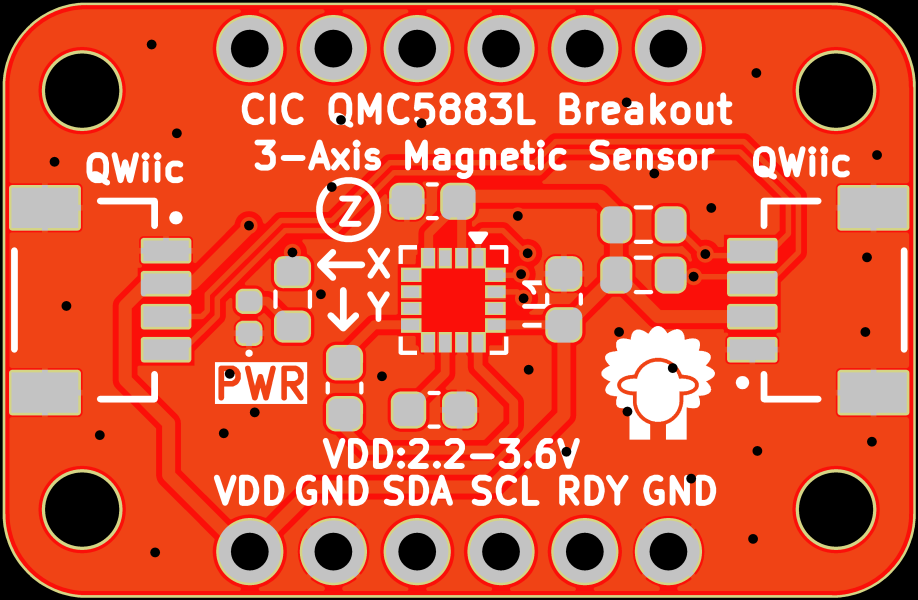 CIC QMC5883L Breakout
3-Axis Magnetic Sensor
QWiic
QWiic
Z
X
Y
PWR
VDD:2.2-3.6V
VDD GND SDA SCL RDY GND